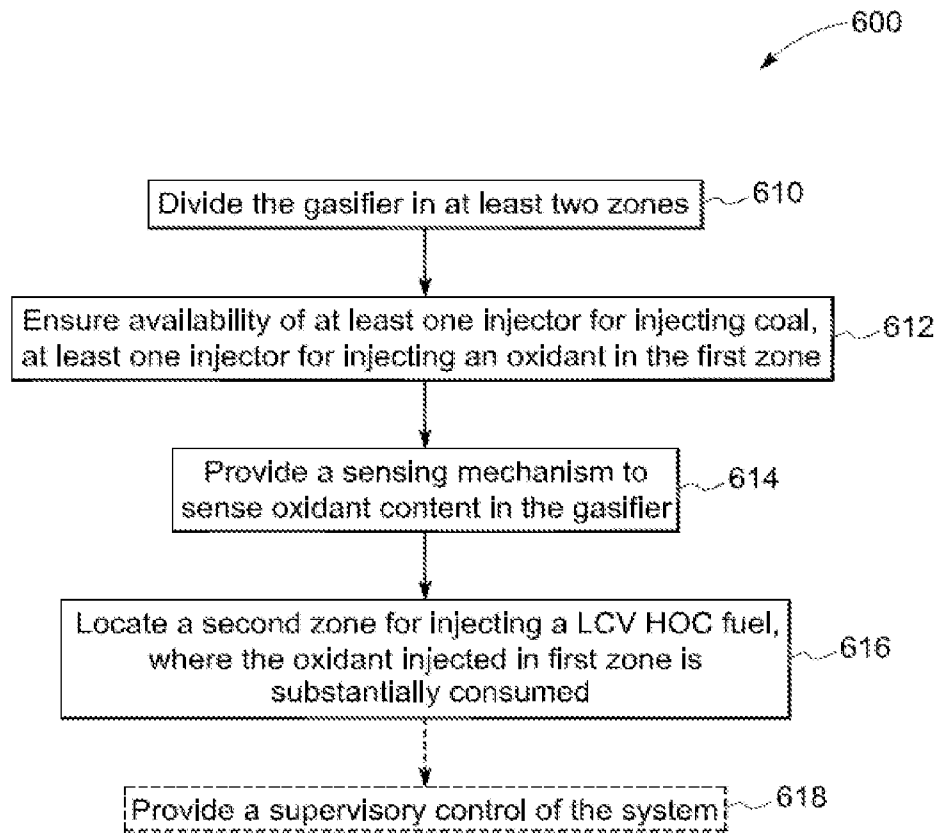 600
Divide the gasifier in at least two zones
610
Ensure availability of at least one injector for injecting coal,
at least one injector for injecting an oxidant in the first zone
612
Provide a sensing mechanism to
sense oxidant content in the gasifier
614
Locate a second zone for injecting a LCV HOC fuel,
where the oxidant injected in first zone is
substantially consumed
616
Provide a supervisory control of the system
618